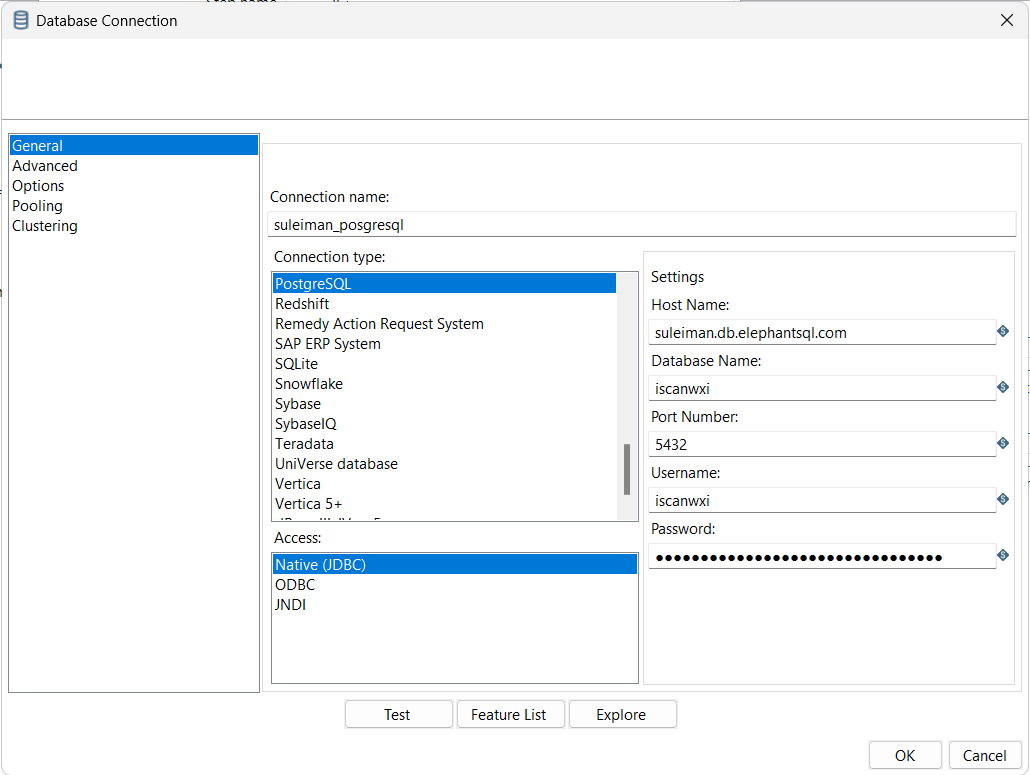 Database Connection
General
Advanced
Options
Pooling
Clustering
Connection name:
suleiman_posgresql
Connection type:
PostgreSQL
Redshift
Remedy Action Request System
SAP ERP System
SQLite
Snowflake
Sybase
SybaseIQ
Teradata
UniVerse database
Vertica
Vertica 5+
Access:
Native (JDBC)
ODBC
JNDI
Settings
Host Name:
suleiman.db.elephantsql.com
Database Name:
iscanwxi
Port Number:
5432
Username:
iscanwxi
Password:
●●●●●●●●●●●●●●●●●●●●●●●●●●●●●●●●
Test
Feature List
Explore
OK
Cancel